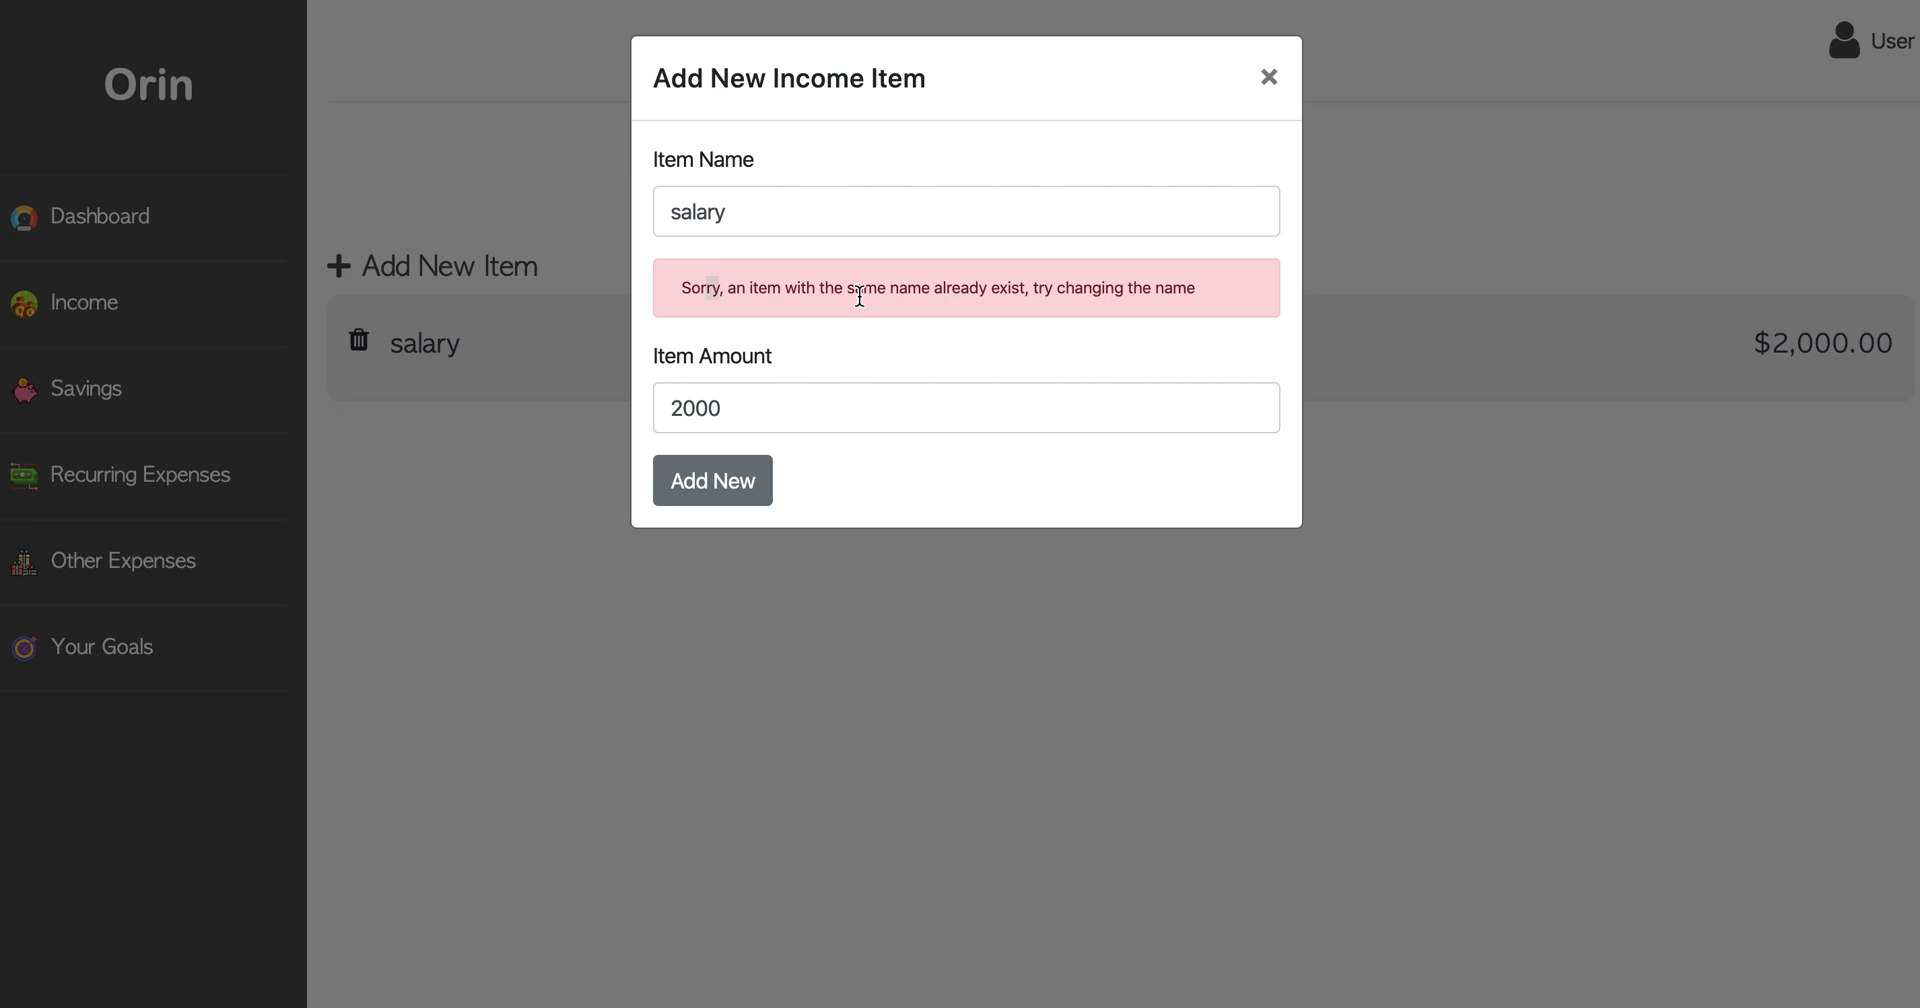 Orin
Dashboard
Income
Savings
Recurring Expenses
Other Expenses
Your Goals
User
Add New Item
salary
$2,000.00
Add New Income Item
Item Name
salary
Sorry, an item with the same name already exist, try changing the name
Item Amount
2000
Add New